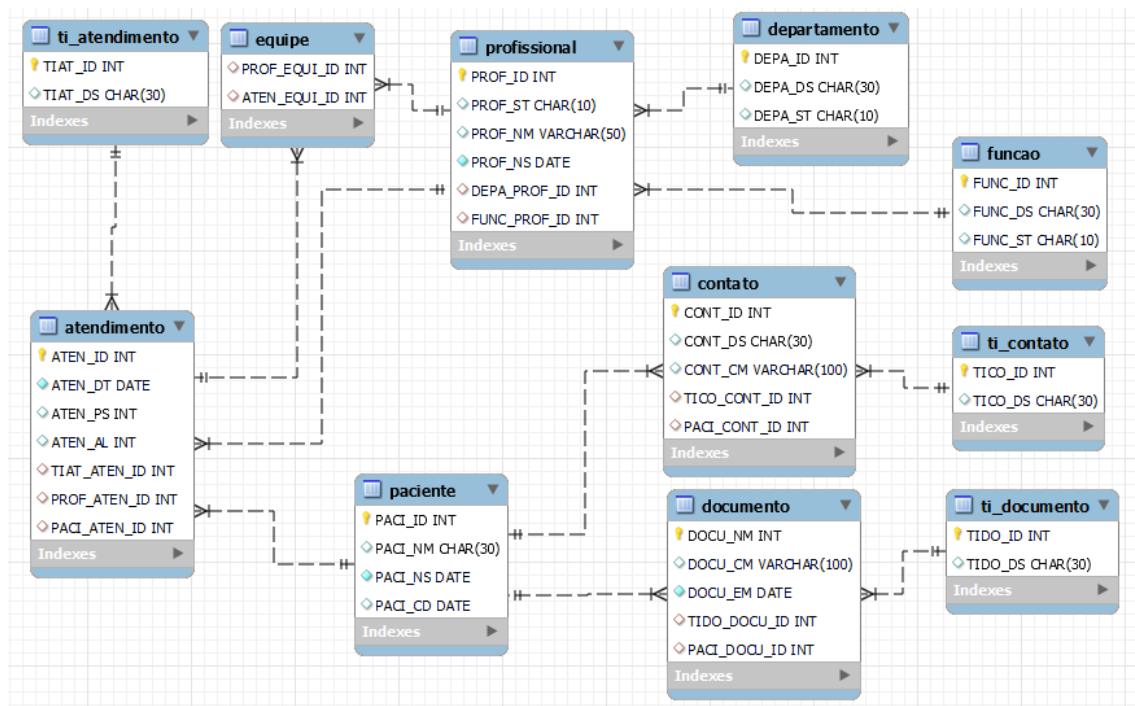 ti_atendimento
TIAT_ID INT
TIAT_DS CHAR(30)
Indexes
equipe
PROF_EQUI_ID INT
ATEN_EQUI_ID INT
Indexes
profissional
PROF_ID INT
PROF_ST CHAR(10)
PROF_NM VARCHAR(50)
PROF_NS DATE
DEPA_PROF_ID INT
FUNC_PROF_ID INT
Indexes
departamento
DEPA_ID INT
DEPA_DS CHAR(30)
DEPA_ST CHAR(10)
Indexes
funcao
FUNC_ID INT
FUNC_DS CHAR(30)
FUNC_ST CHAR(10)
Indexes
contato
CONT_ID INT
CONT_DS CHAR(30)
CONT_CM VARCHAR(100)
TICO_CONT_ID INT
PACI_CONT_ID INT
Indexes
ti_contato
TICO_ID INT
TICO_DS CHAR(30)
Indexes
atendimento
ATEN_ID INT
ATEN_DT DATE
ATEN_PS INT
ATEN_AL INT
TIAT_ATEN_ID INT
PROF_ATEN_ID INT
PACI_ATEN_ID INT
Indexes
paciente
PACI_ID INT
PACI_NM CHAR(30)
PACI_NS DATE
PACI_CD DATE
Indexes
documento
DOCU_NM INT
DOCU_CM VARCHAR(100)
DOCU_EM DATE
TIDO_DOCU_ID INT
PACI_DOCU_ID INT
Indexes
ti_documento
TIDO_ID INT
TIDO_DS CHAR(30)
Indexes